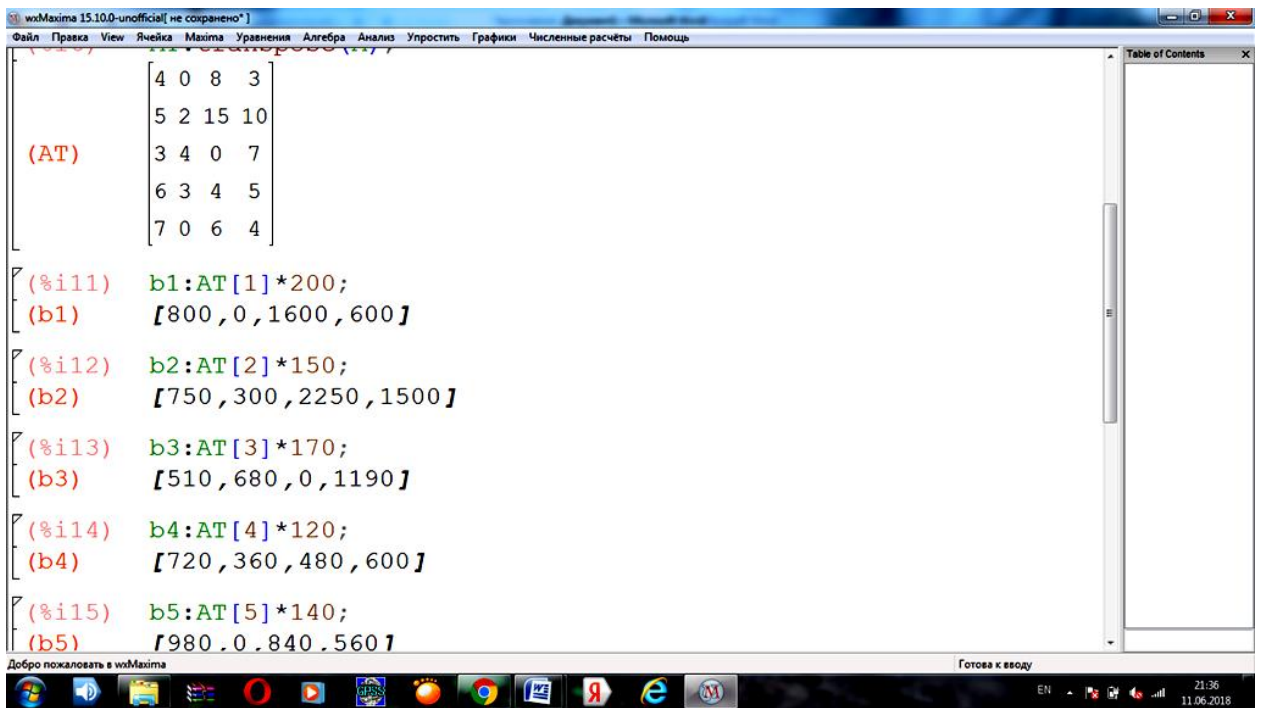 wxMaxima 15.10.0-unofficial[ не сохранено* ]
Файл Правка View Ячейка Maxima Уравнения Алгебра Анализ Упростить Графики Численные расчёты Помощь
Table of Contents
4 0 8 3
5 2 15 10
(AT) 3 4 0 7
6 3 4 5
7 0 6 4
(%i11) b1:AT[1]*200;
(b1) [800,0,1600,600]
(%i12) b2:AT[2]*150;
(b2) [750,300,2250,1500]
(%i13) b3:AT[3]*170;
(b3) [510,680,0,1190]
(%i14) b4:AT[4]*120;
(b4) [720,360,480,600]
(%i15) b5:AT[5]*140;
(b5) [980,0,840,560]
Добро пожаловать в wxMaxima Готова к вводу
GPSS W Я e M EN 21:36
11.06.2018